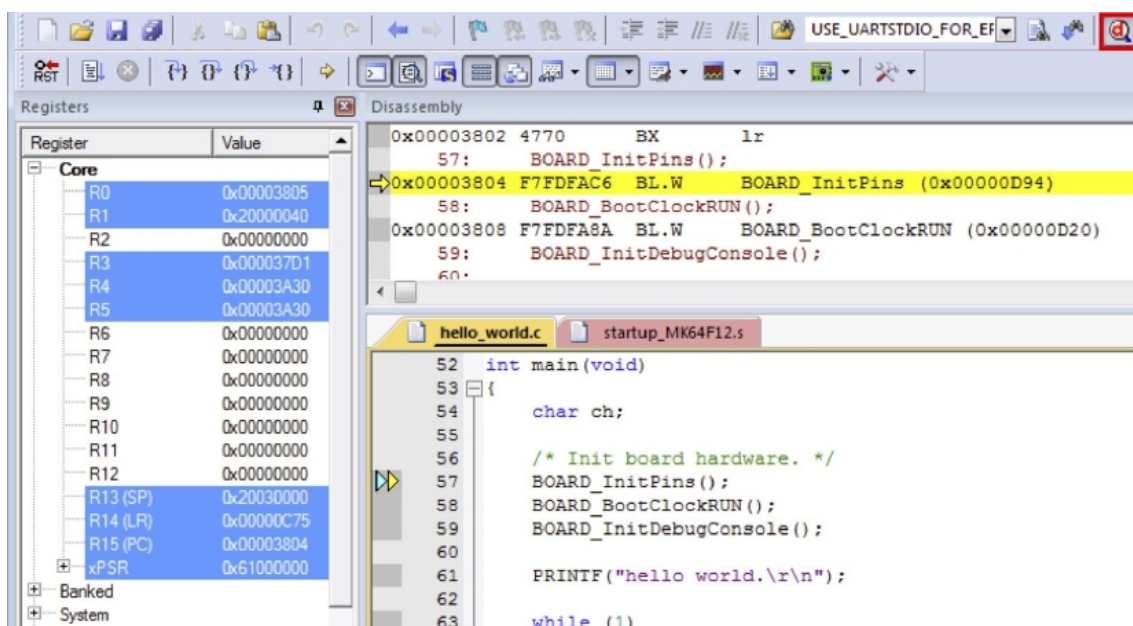 USE_UARTSTDIO_FOR_EF
RST
Registers
Register Value
Core
R0 0x00003805
R1 0x20000040
R2 0x00000000
R3 0x000037D1
R4 0x00003A30
R5 0x00003A30
R6 0x00000000
R7 0x00000000
R8 0x00000000
R9 0x00000000
R10 0x00000000
R11 0x00000000
R12 0x00000000
R13 (SP) 0x20030000
R14 (LR) 0x00000C75
R15 (PC) 0x00003804
xPSR 0x61000000
Banked
System
Disassembly
0x00003802 4770 BX lr
57: BOARD_InitPins();
0x00003804 F7FDFAC6 BL.W BOARD_InitPins (0x00000D94)
58: BOARD_BootClockRUN();
0x00003808 F7FDFA8A BL.W BOARD_BootClockRUN (0x00000D20)
59: BOARD_InitDebugConsole();
60:
hello_world.c startup_MK64F12.s
52 int main(void)
53 {
54 char ch;
55
56 /* Init board hardware. */
57 BOARD_InitPins();
58 BOARD_BootClockRUN();
59 BOARD_InitDebugConsole();
60
61 PRINTF("hello world.\r\n");
62
63 while (1)